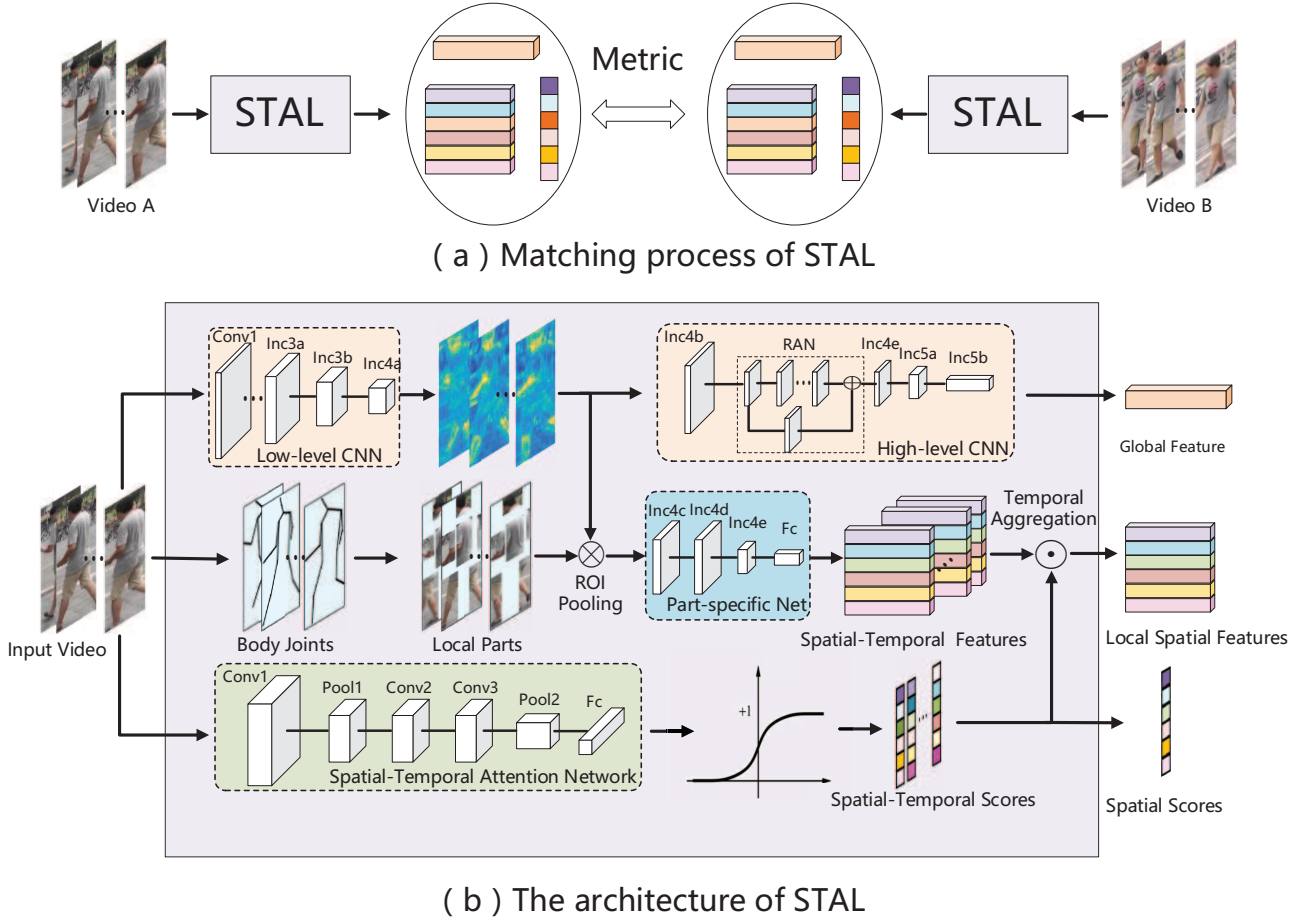 Metric
STAL
STAL
Video A
Video B
( a ) Matching process of STAL
Conv1
Inc3a
Inc3b
Inc4a
Low-level CNN
Inc4b
RAN
Inc4e
Inc5a
Inc5b
High-level CNN
Global Feature
Input Video
Body Joints
Local Parts
ROI
Pooling
Inc4c
Inc4d
Inc4e
Fc
Part-specific Net
Spatial-Temporal Features
Temporal
Aggregation
Local Spatial Features
Conv1
Pool1
Conv2
Conv3
Pool2
Fc
Spatial-Temporal Attention Network
+1
Spatial-Temporal Scores
Spatial Scores
( b ) The architecture of STAL